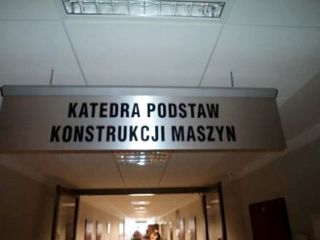 KATEDRA PODSTAW
KONSTRUKCJI MASZYN